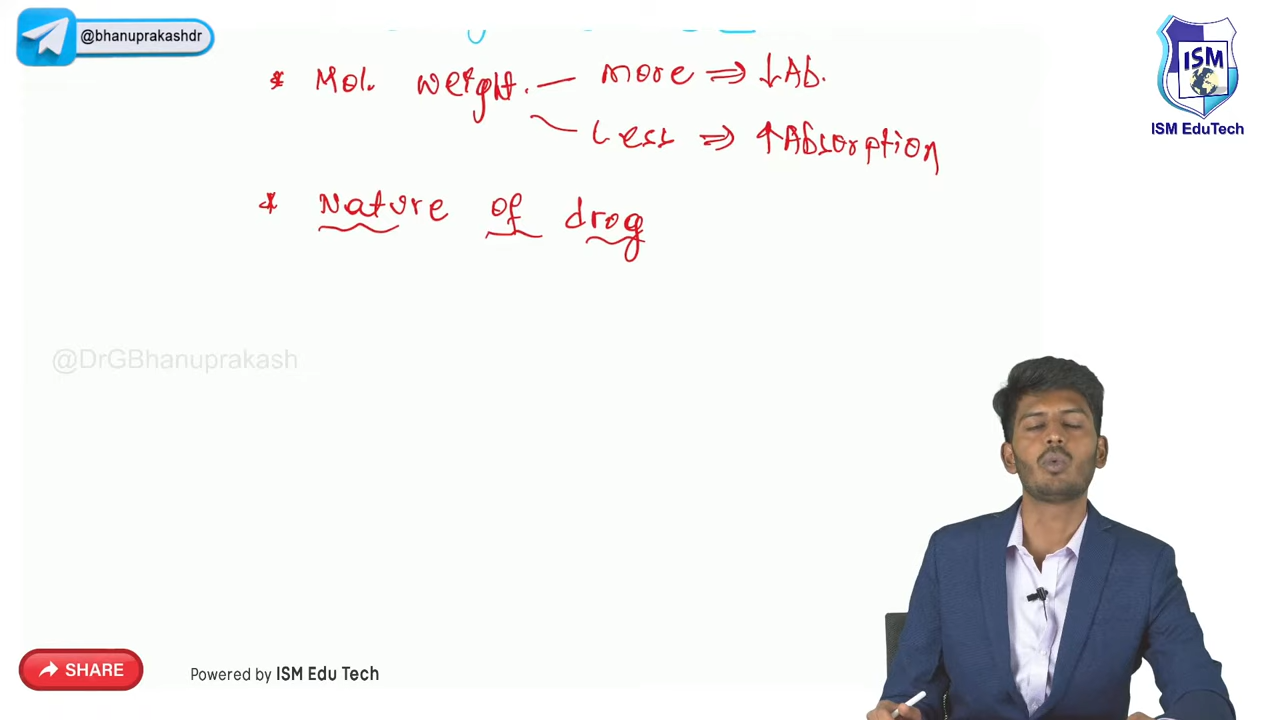 @bhanuprakashdr
ISM
ISM EduTech
* Mol. weight. more ⇒ ↓Ab.
Less ⇒ ↑Absorption
* Nature of drog
@DrGBhanuprakash
SHARE
Powered by ISM Edu Tech